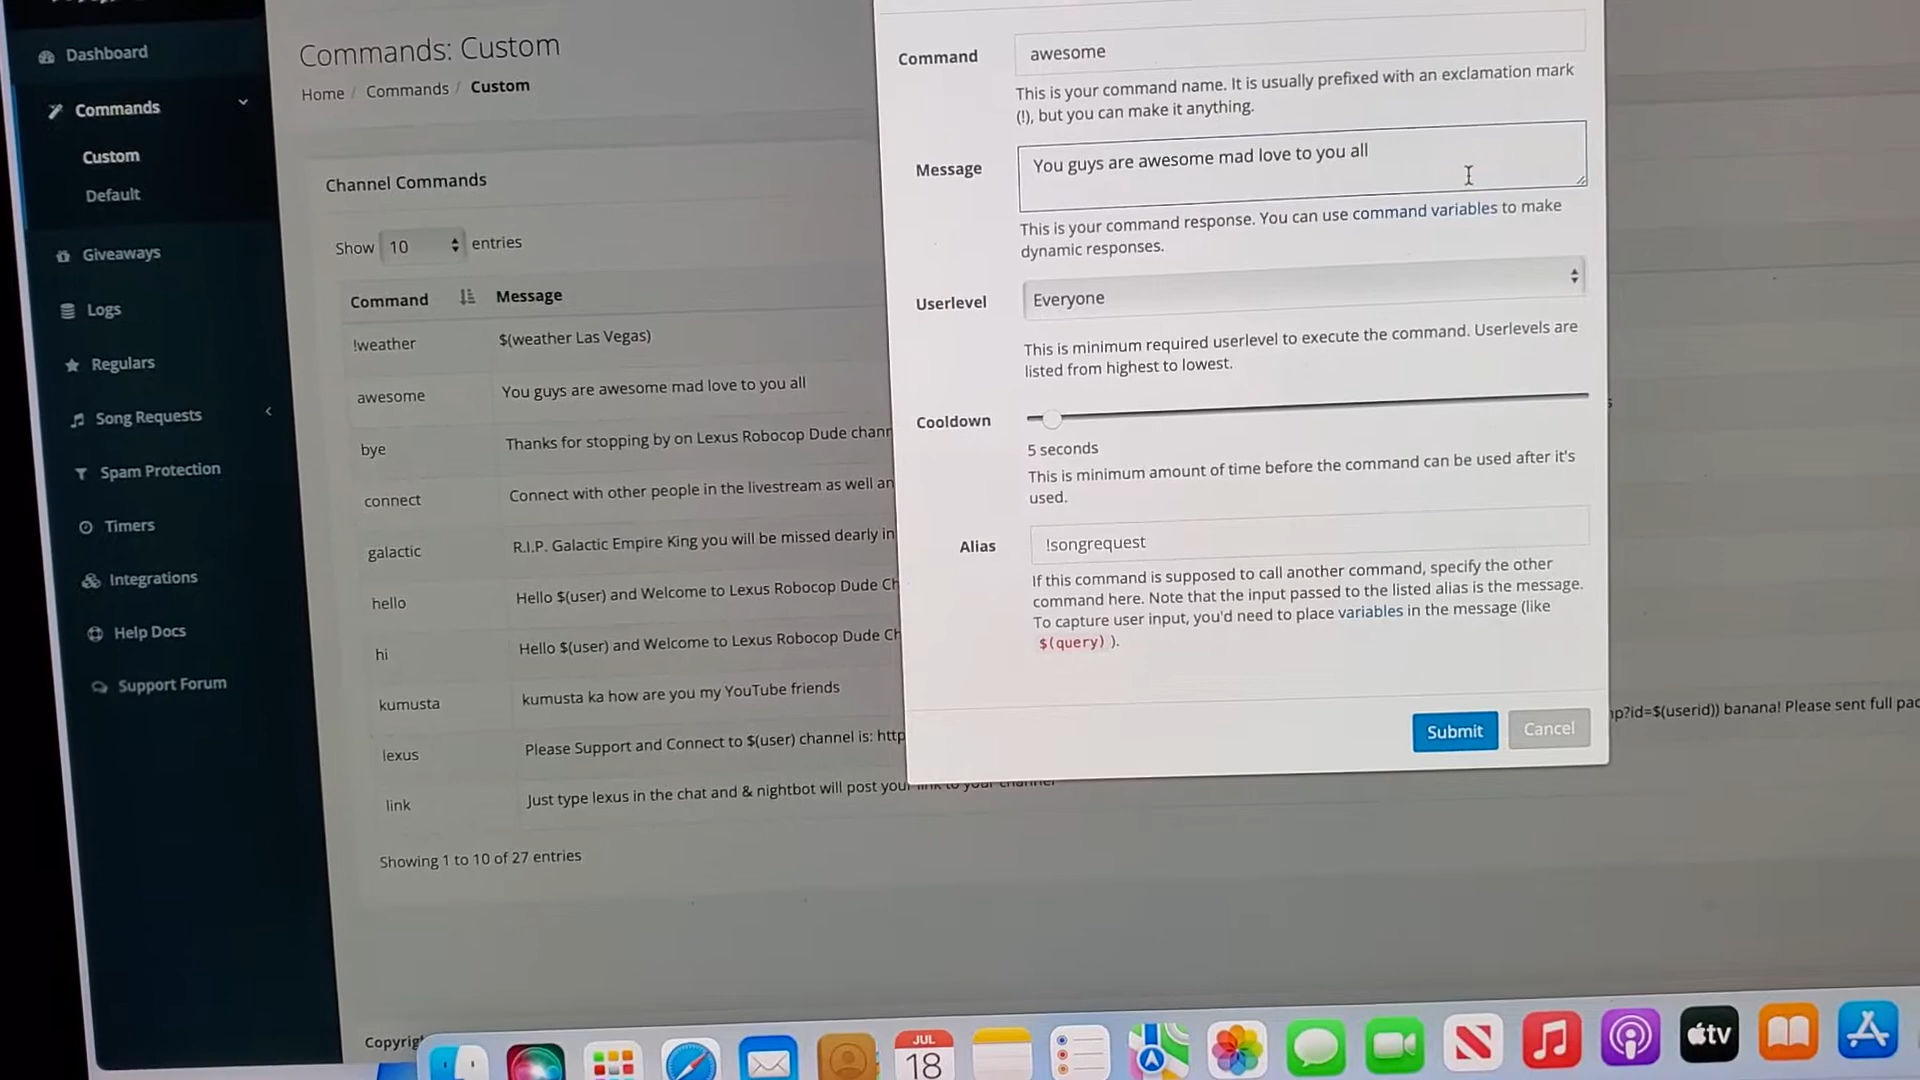 Dashboard
Commands
Custom
Default
Giveaways
Logs
Regulars
Song Requests
Spam Protection
Timers
Integrations
Help Docs
Support Forum
Commands: Custom
Home / Commands / Custom
Channel Commands
Show 10 entries
Command Message
!weather $(weather Las Vegas)
awesome You guys are awesome mad love to you all
bye Thanks for stopping by on Lexus Robocop Dude
connect Connect with other people in the livestream as well
galactic R.I.P. Galactic Empire King you will be missed dearly in
hello Hello $(user) and Welcome to Lexus Robocop Dude
hi Hello $(user) and Welcome to Lexus Robocop Dude
kumusta kumusta ka how are you my YouTube friends
lexus Please Support and Connect to $(user) channel is:
link Just type lexus in the chat and & nightbot will post your link to your channel
Showing 1 to 10 of 27 entries
Command awesome
This is your command name. It is usually prefixed with an exclamation mark
(!), but you can make it anything.
Message You guys are awesome mad love to you all
This is your command response. You can use command variables to make
dynamic responses.
Userlevel Everyone
This is minimum required userlevel to execute the command. Userlevels are
listed from highest to lowest.
Cooldown
5 seconds
This is minimum amount of time before the command can be used after it's
used.
Alias !songrequest
If this command is supposed to call another command, specify the other
command here. Note that the input passed to the listed alias is the message.
To capture user input, you'd need to place variables in the message (like
$(query) ).
Submit Cancel
?id=$(userid)) banana! Please sent full
JUL
18
tv